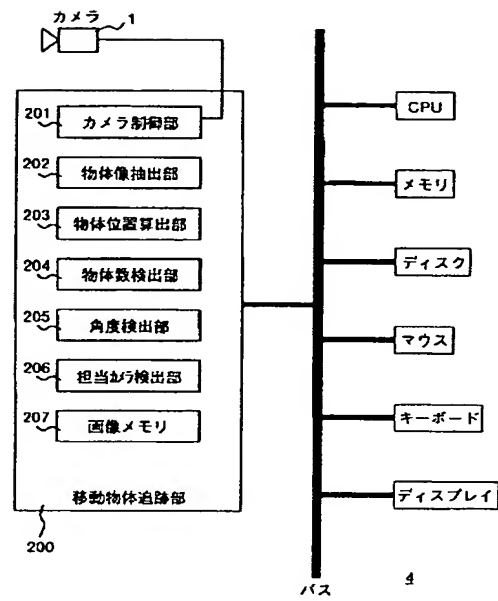 カメラ
1
201
カメラ制御部
202
物体像抽出部
203
物体位置算出部
204
物体数検出部
205
角度検出部
206
担当カメラ検出部
207
画像メモリ
移動物体追跡部
200
CPU
メモリ
ディスク
マウス
キーボード
ディスプレイ
バス
4